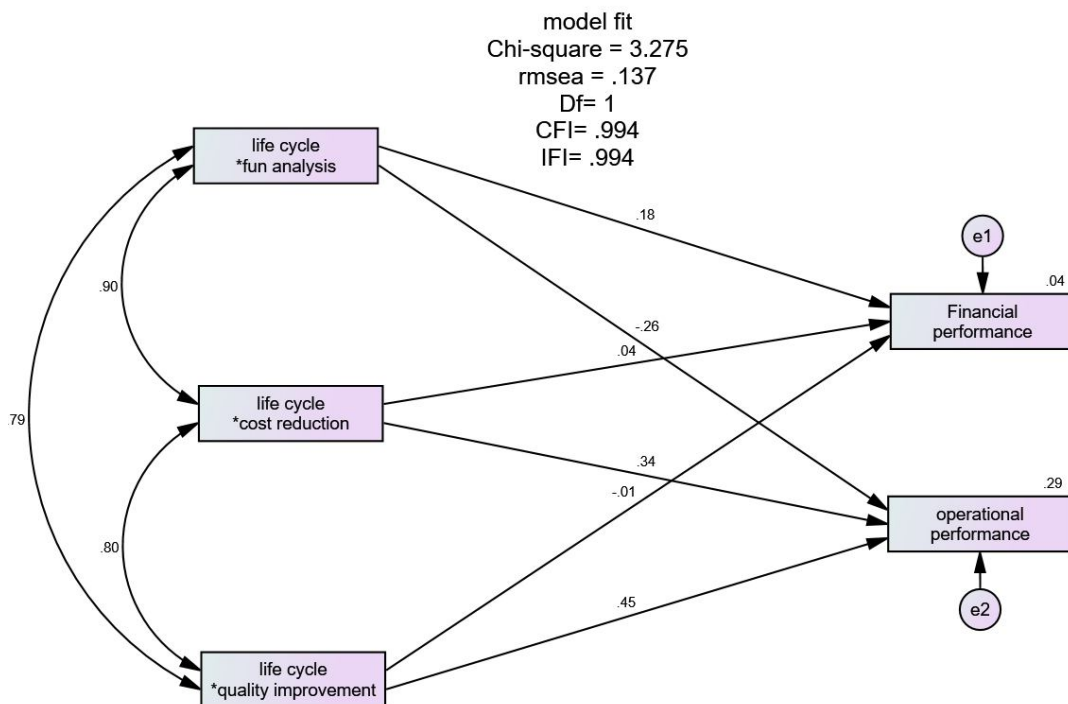 model fit
Chi-square = 3.275
rmsea = .137
Df= 1
CFI= .994
IFI= .994
life cycle
*fun analysis
.18
e1
.04
Financial
performance
.90
-.26
.04
life cycle
*cost reduction
.79
.34
-.01
.29
operational
performance
.80
.45
e2
life cycle
*quality improvement